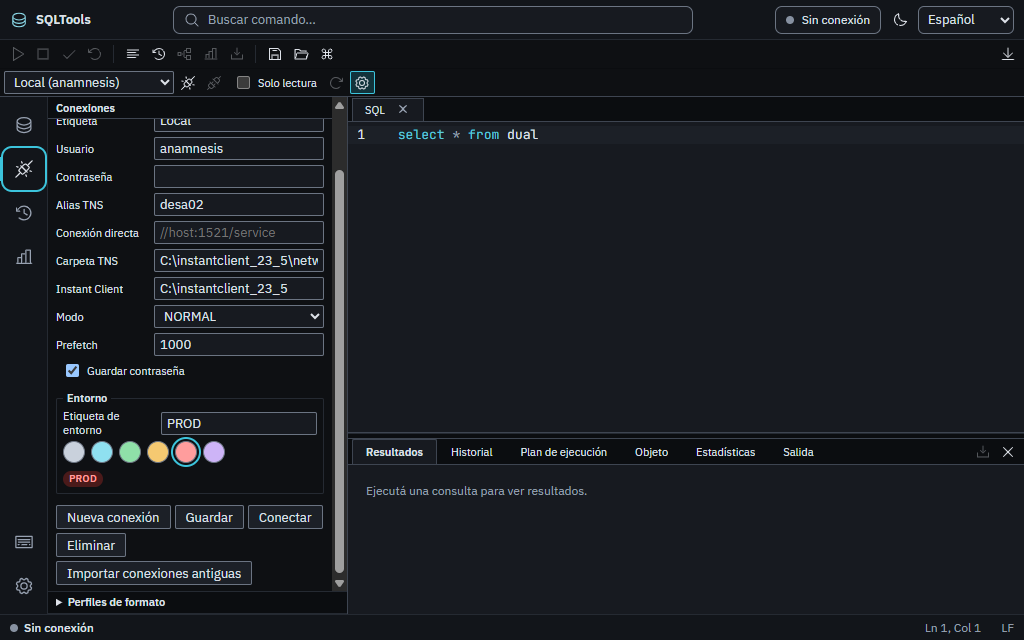 SQLTools
Buscar comando...
Sin conexión
Español
Local (anamnesis)
Solo lectura
Conexiones
Etiqueta
Local
Usuario
anamnesis
Contraseña
Alias TNS
desa02
Conexión directa
//host:1521/service
Carpeta TNS
C:\instantclient_23_5\netw
Instant Client
C:\instantclient_23_5
Modo
NORMAL
Prefetch
1000
Guardar contraseña
Entorno
Etiqueta de
entorno
PROD
PROD
Nueva conexión
Guardar
Conectar
Eliminar
Importar conexiones antiguas
Perfiles de formato
SQL
1 select * from dual
Resultados
Historial
Plan de ejecución
Objeto
Estadísticas
Salida
Ejecutá una consulta para ver resultados.
Sin conexión
Ln 1, Col 1
LF